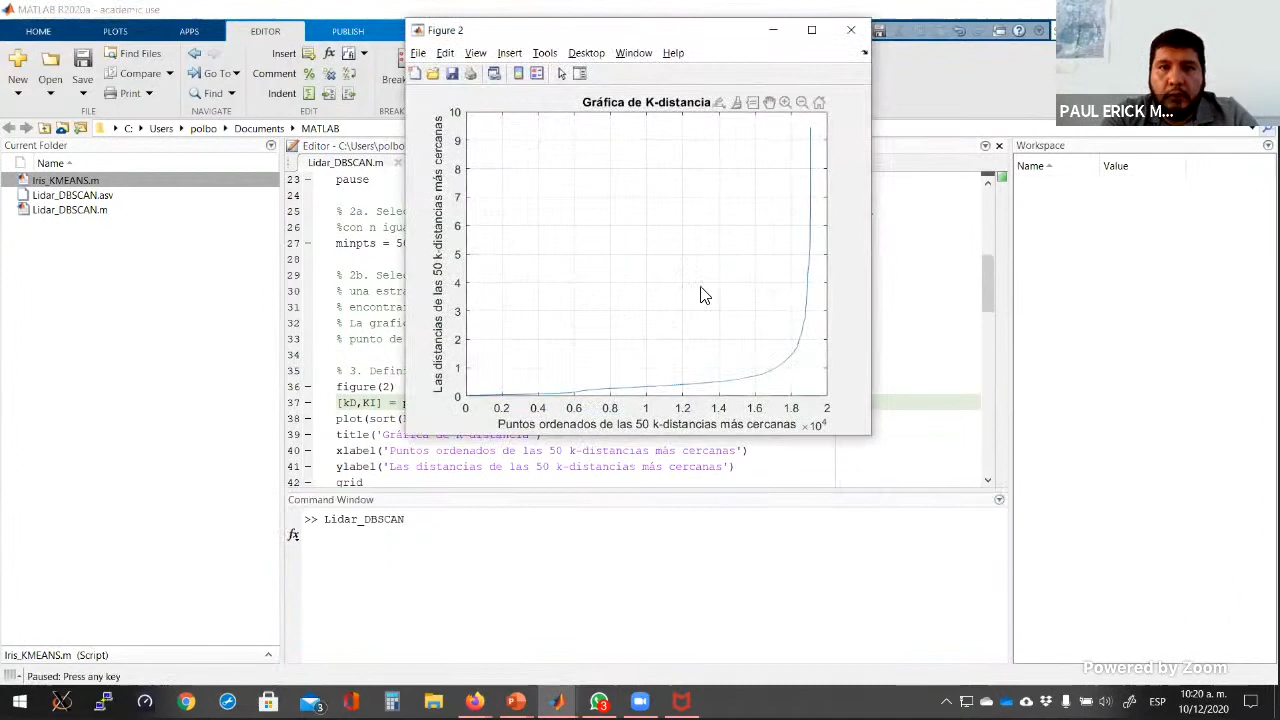 MATLAB R2020a - academic use
HOME PLOTS APPS EDITOR PUBLISH
New Open Save
Find Files
Compare
Print
Go To
Find
Insert
Comment
Indent
FILE NAVIGATE
C: Users polbo Documents MATLAB
Current Folder
Name
Iris_KMEANS.m
Lidar_DBSCAN.asv
Lidar_DBSCAN.m
Iris_KMEANS.m (Script)
Paused: Press any key
Editor - C:\Users\polbo
Lidar_DBSCAN.m
23 pause
24
25 % 2a. Selec
26 %con n igua
27 minpts = 50
28
29 % 2b. Selec
30 % una estra
31 % encontra
32 % La grafic
33 % punto de
34
35 % 3. Defini
36 figure(2)
37 [kD,KI] = p
38 plot(sort(
39 title('Gráfica de K-distancia')
40 xlabel('Puntos ordenados de las 50 k-distancias más cercanas')
41 ylabel('Las distancias de las 50 k-distancias más cercanas')
42 grid
Figure 2
File View Insert Tools Desktop Window Help
Gráfica de K-distancia
Las distancias de las 50 k-distancias más cercanas
10
9
8
7
6
5
4
3
2
1
0
0 0.2 0.4 0.6 0.8 1 1.2 1.4 1.6 1.8 2
Puntos ordenados de las 50 k-distancias más cercanas ×10⁴
Command Window
>> Lidar_DBSCAN
fx
Workspace
Name Value
PAUL ERICK M...
Powered by Zoom
ESP
10:20 a. m.
10/12/2020